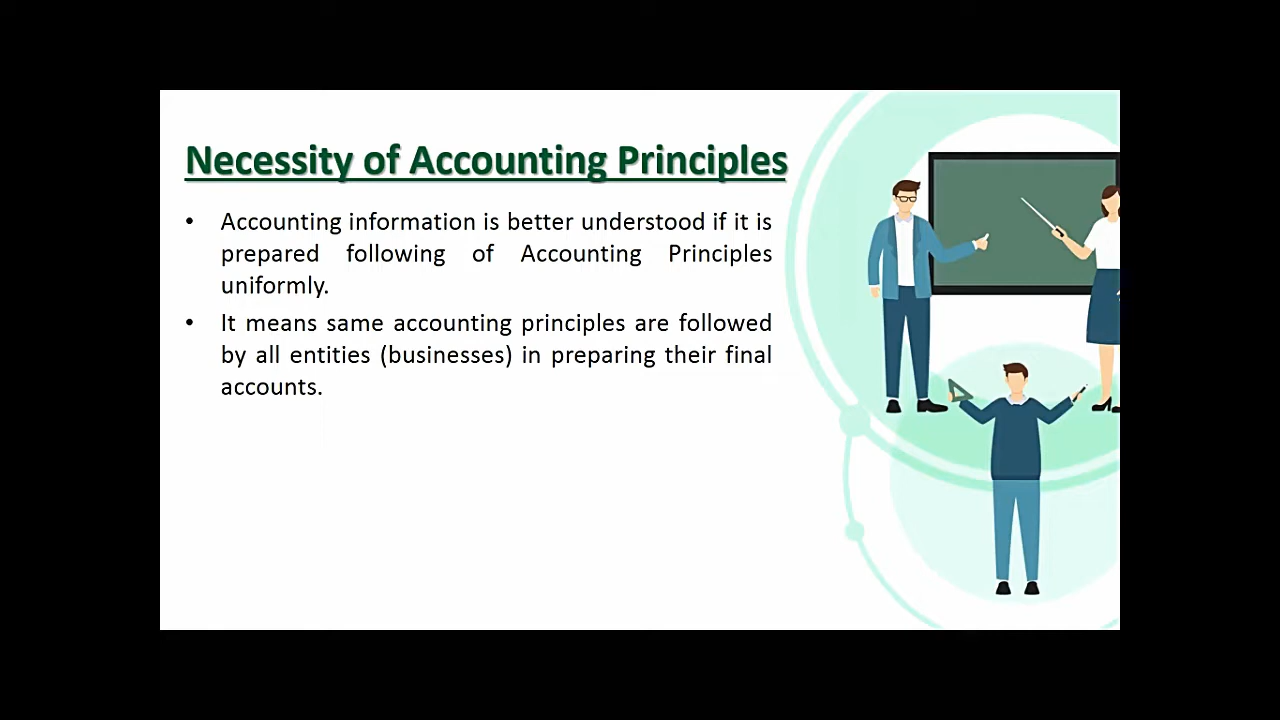 Necessity of Accounting Principles
• Accounting information is better understood if it is
prepared following of Accounting Principles
uniformly.
• It means same accounting principles are followed
by all entities (businesses) in preparing their final
accounts.